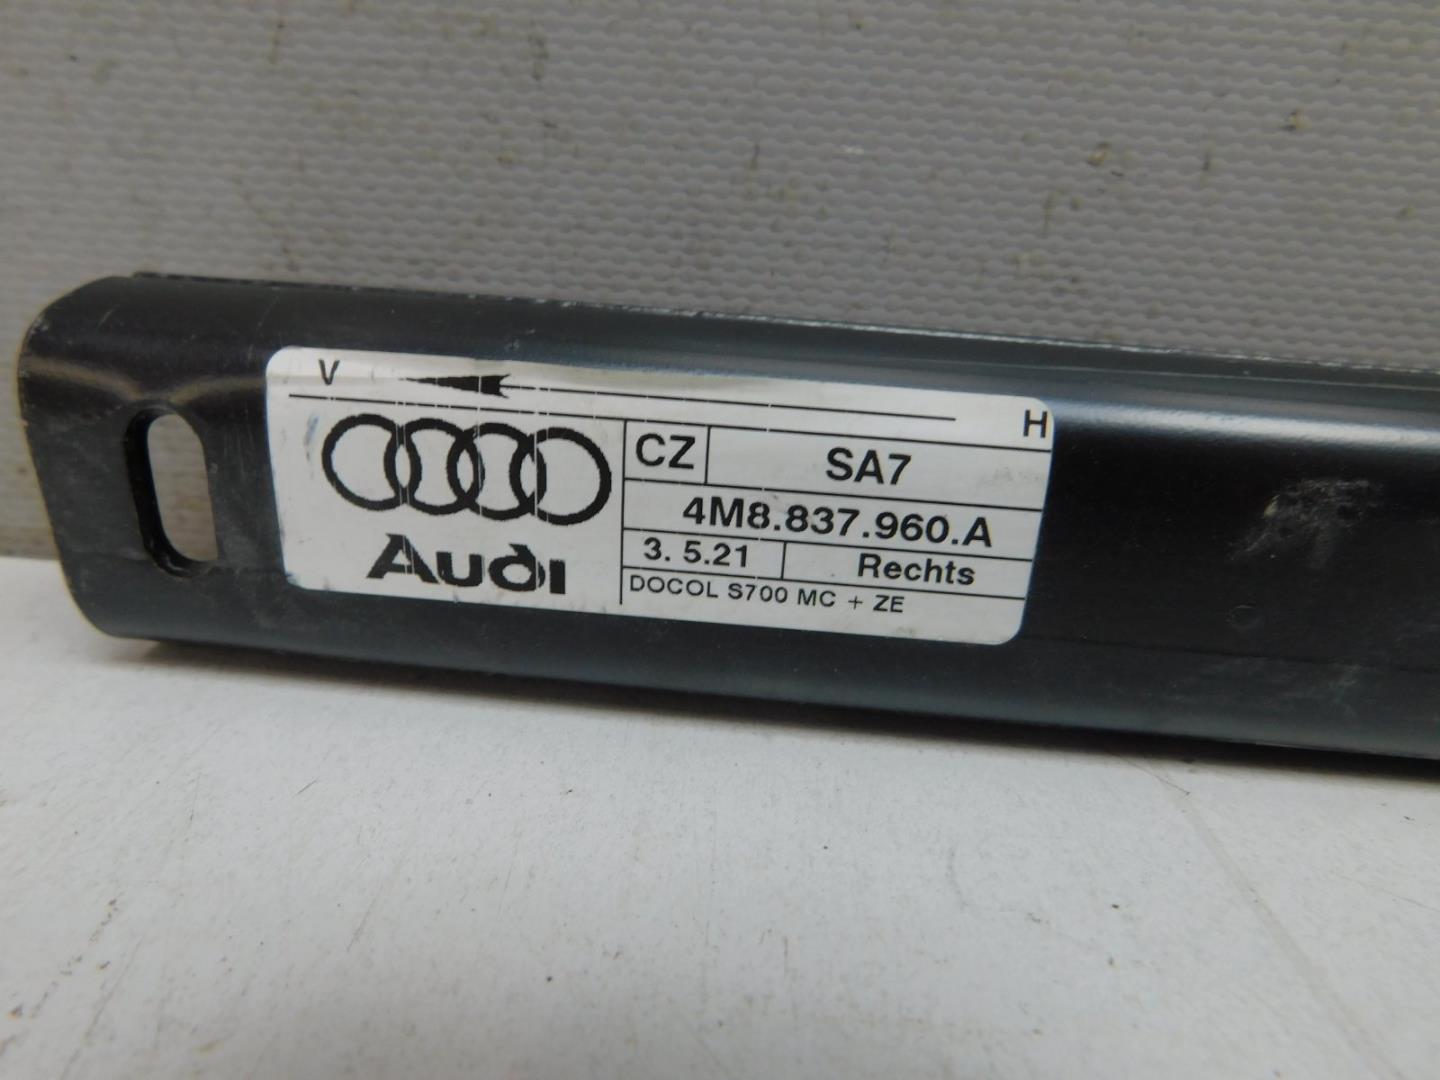 V H
CZ SA7
4M8.837.960.A
3. 5.21 Rechts
Audi DOCOL S700 MC + ZE